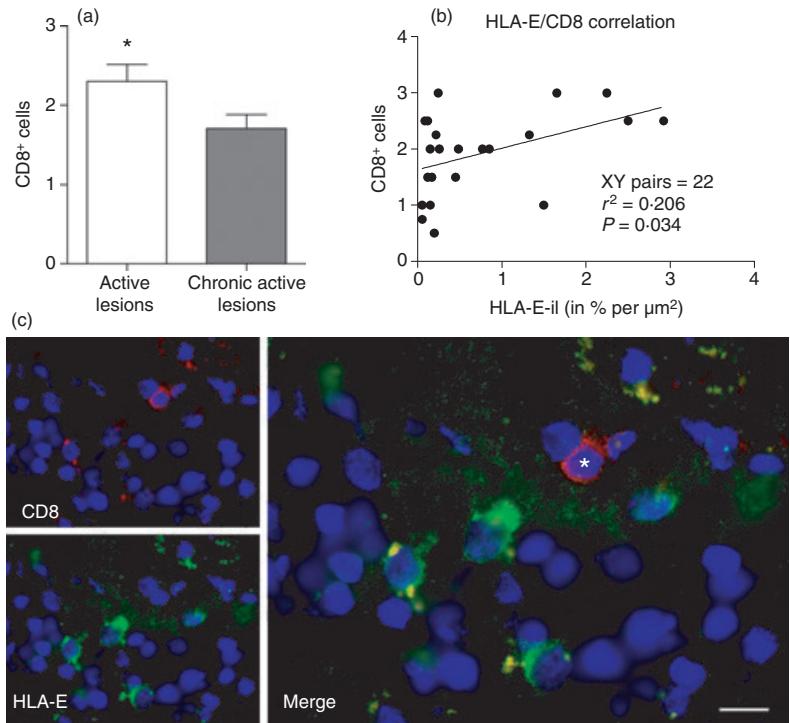 (a)
3
2
1
0
CD8+ cells
*
Active
lesions
Chronic active
lesions
(b)
HLA-E/CD8 correlation
4
3
2
1
0
CD8+ cells
XY pairs = 22
r² = 0·206
P = 0·034
0
1
2
3
4
HLA-E-il (in % per µm²)
(c)
CD8
HLA-E
*
Merge